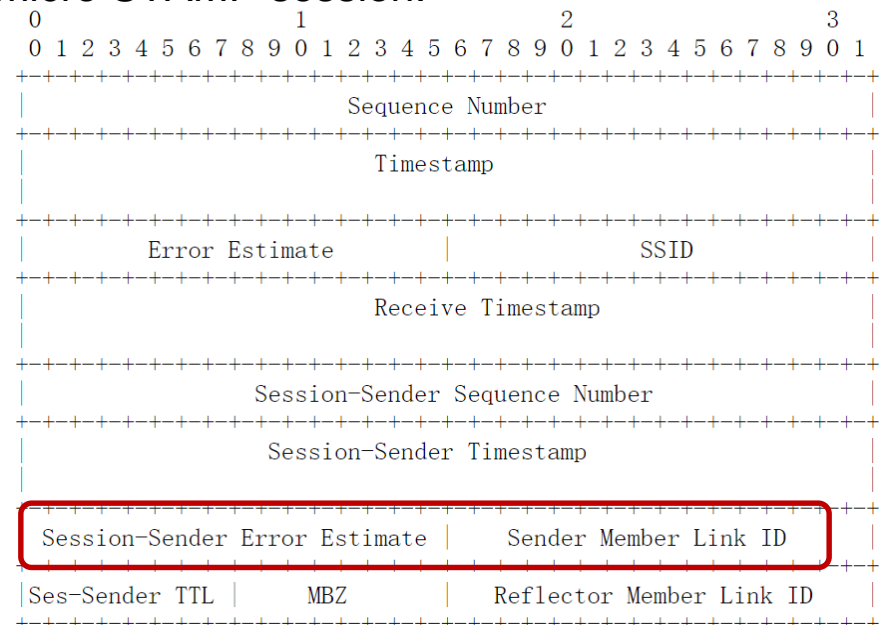 micro STAMP session.
0                   1                   2                   3
0 1 2 3 4 5 6 7 8 9 0 1 2 3 4 5 6 7 8 9 0 1 2 3 4 5 6 7 8 9 0 1
+-+-+-+-+-+-+-+-+-+-+-+-+-+-+-+-+-+-+-+-+-+-+-+-+-+-+-+-+-+-+-+-+
| Sequence Number |
+-+-+-+-+-+-+-+-+-+-+-+-+-+-+-+-+-+-+-+-+-+-+-+-+-+-+-+-+-+-+-+-+
| Timestamp |
| |
+-+-+-+-+-+-+-+-+-+-+-+-+-+-+-+-+-+-+-+-+-+-+-+-+-+-+-+-+-+-+-+-+
| Error Estimate | SSID |
+-+-+-+-+-+-+-+-+-+-+-+-+-+-+-+-+-+-+-+-+-+-+-+-+-+-+-+-+-+-+-+-+
| Receive Timestamp |
| |
+-+-+-+-+-+-+-+-+-+-+-+-+-+-+-+-+-+-+-+-+-+-+-+-+-+-+-+-+-+-+-+-+
| Session-Sender Sequence Number |
+-+-+-+-+-+-+-+-+-+-+-+-+-+-+-+-+-+-+-+-+-+-+-+-+-+-+-+-+-+-+-+-+
| Session-Sender Timestamp |
| |
+-+-+-+-+-+-+-+-+-+-+-+-+-+-+-+-+-+-+-+-+-+-+-+-+-+-+-+-+-+-+-+-+
| Session-Sender Error Estimate | Sender Member Link ID |
+-+-+-+-+-+-+-+-+-+-+-+-+-+-+-+-+-+-+-+-+-+-+-+-+-+-+-+-+-+-+-+-+
|Ses-Sender TTL | MBZ | Reflector Member Link ID |
+-+-+-+-+-+-+-+-+-+-+-+-+-+-+-+-+-+-+-+-+-+-+-+-+-+-+-+-+-+-+-+-+